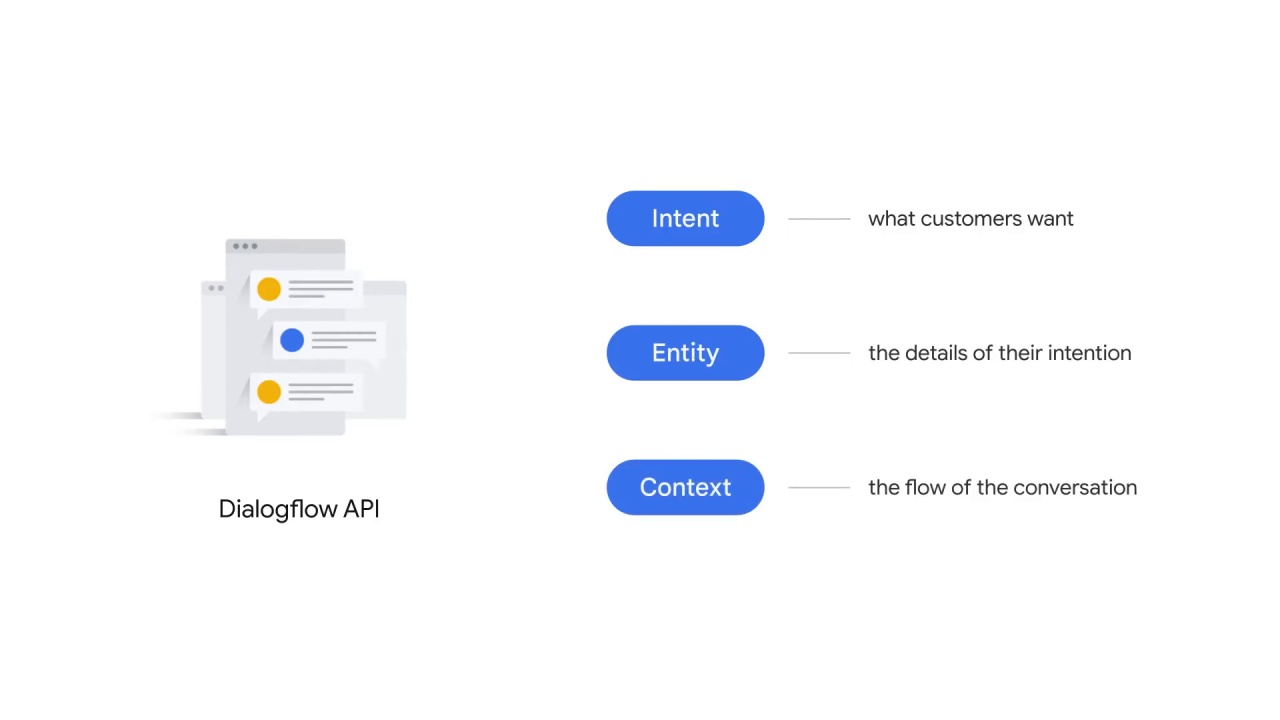 Intent
what customers want
Entity
the details of their intention
Context
the flow of the conversation
Dialogflow API